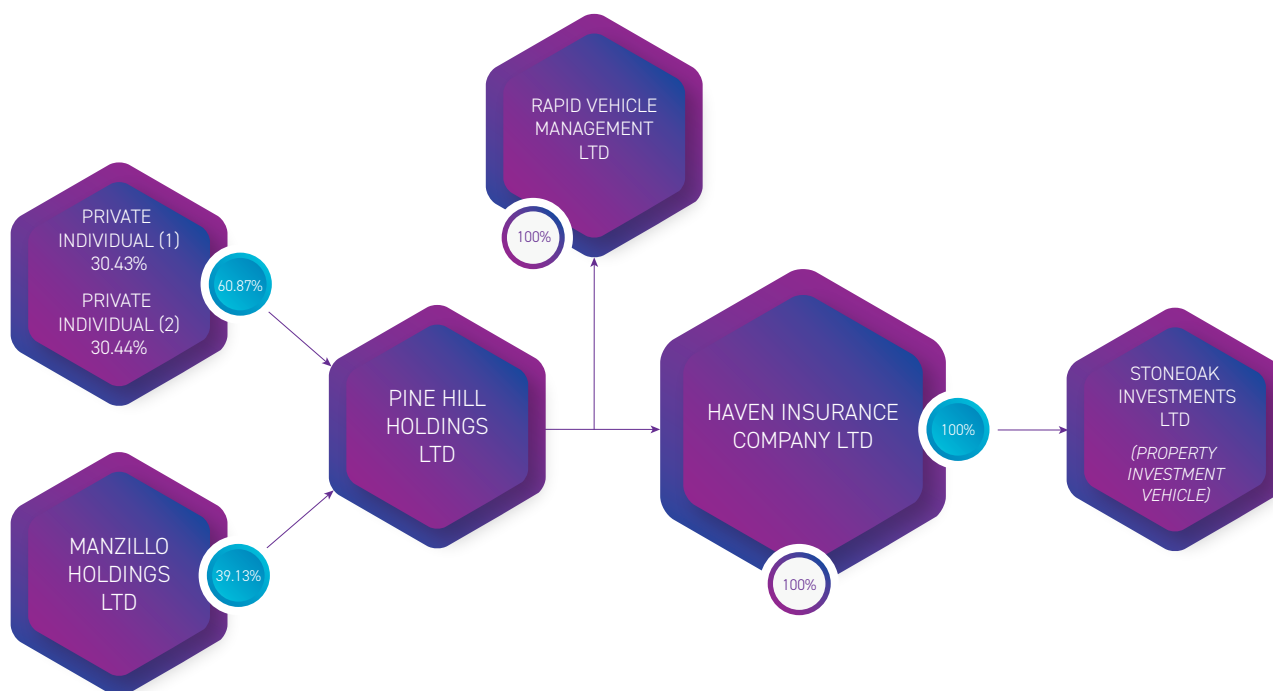 RAPID VEHICLE
MANAGEMENT
LTD
100%
PRIVATE
INDIVIDUAL (1)
30.43%
PRIVATE
INDIVIDUAL (2)
30.44%
60.87%
MANZILLO
HOLDINGS
LTD
39.13%
PINE HILL
HOLDINGS
LTD
HAVEN INSURANCE
COMPANY LTD
100%
100%
STONEOAK
INVESTMENTS
LTD
(PROPERTY
INVESTMENT
VEHICLE)